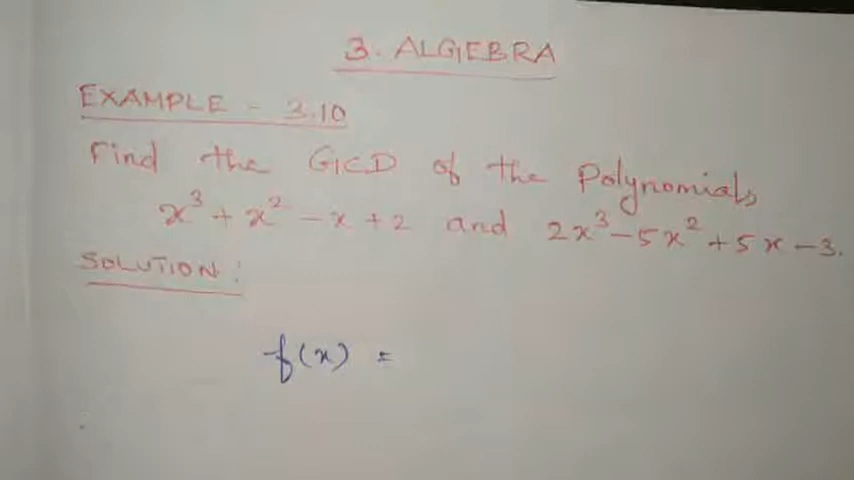 3. ALGEBRA
EXAMPLE - 3.10
Find the GCD of the Polynomials
x³ + x² - x + 2 and 2x³ - 5x² + 5x - 3.
SOLUTION:
f(x) =